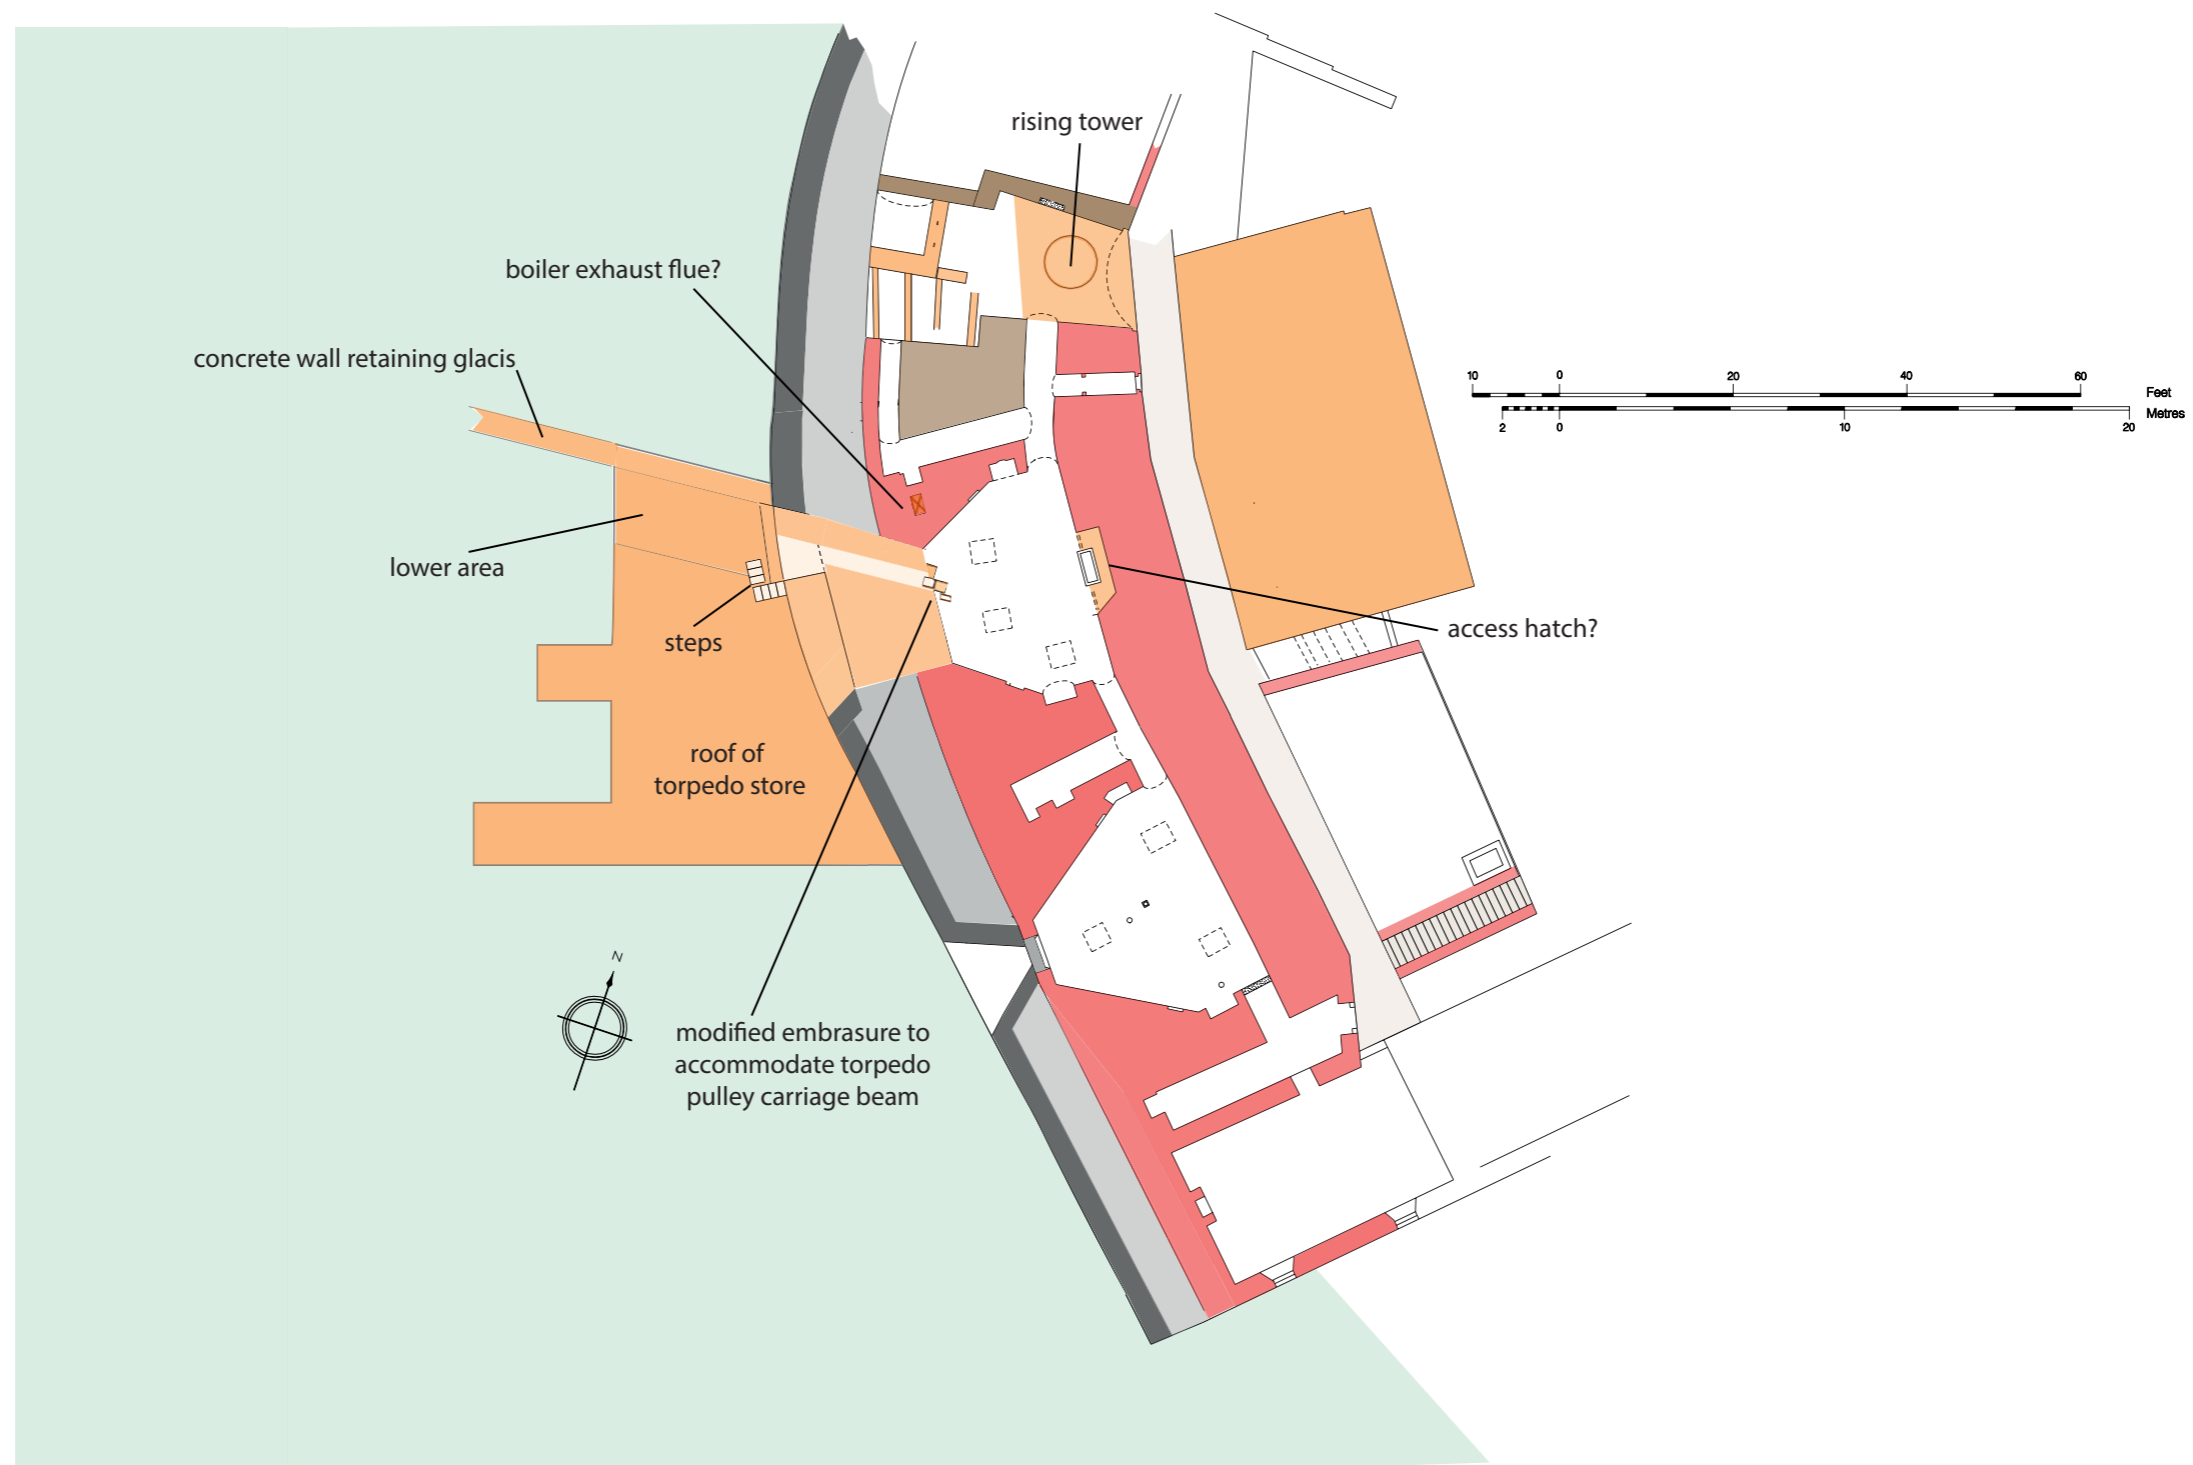 rising tower
boiler exhaust flue?
concrete wall retaining glacis
10 0 20 40 60
Feet
Metres
2 0 10 20
lower area
steps
access hatch?
roof of
torpedo store
N
modified embrasure to
accommodate torpedo
pulley carriage beam